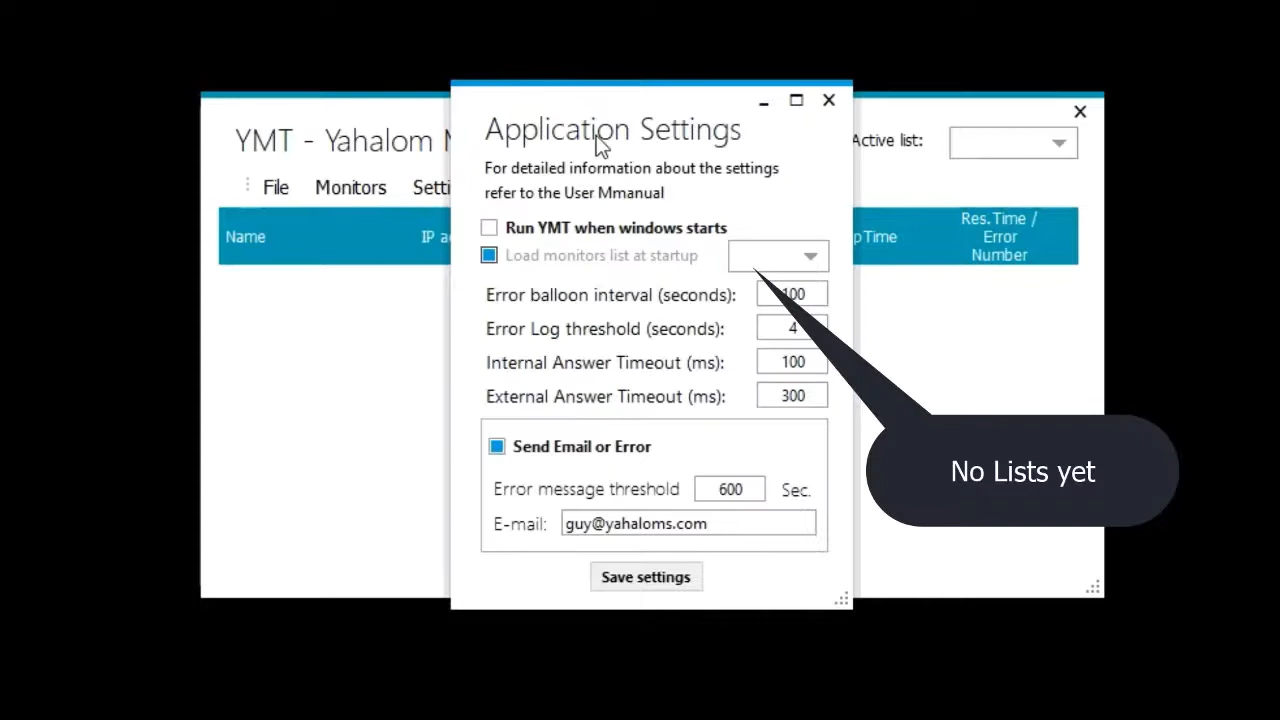 Application Settings
For detailed information about the settings
refer to the User Mmanual
Run YMT when windows starts
Load monitors list at startup
Error balloon interval (seconds): 100
Error Log threshold (seconds): 4
Internal Answer Timeout (ms): 100
External Answer Timeout (ms): 300
Send Email or Error
Error message threshold 600 Sec.
E-mail: guy@yahaloms.com
Save settings
YMT - Yahalom
Active list:
File Monitors Setti
Name
IP a
pTime
Res.Time /
Error
Number
No Lists yet